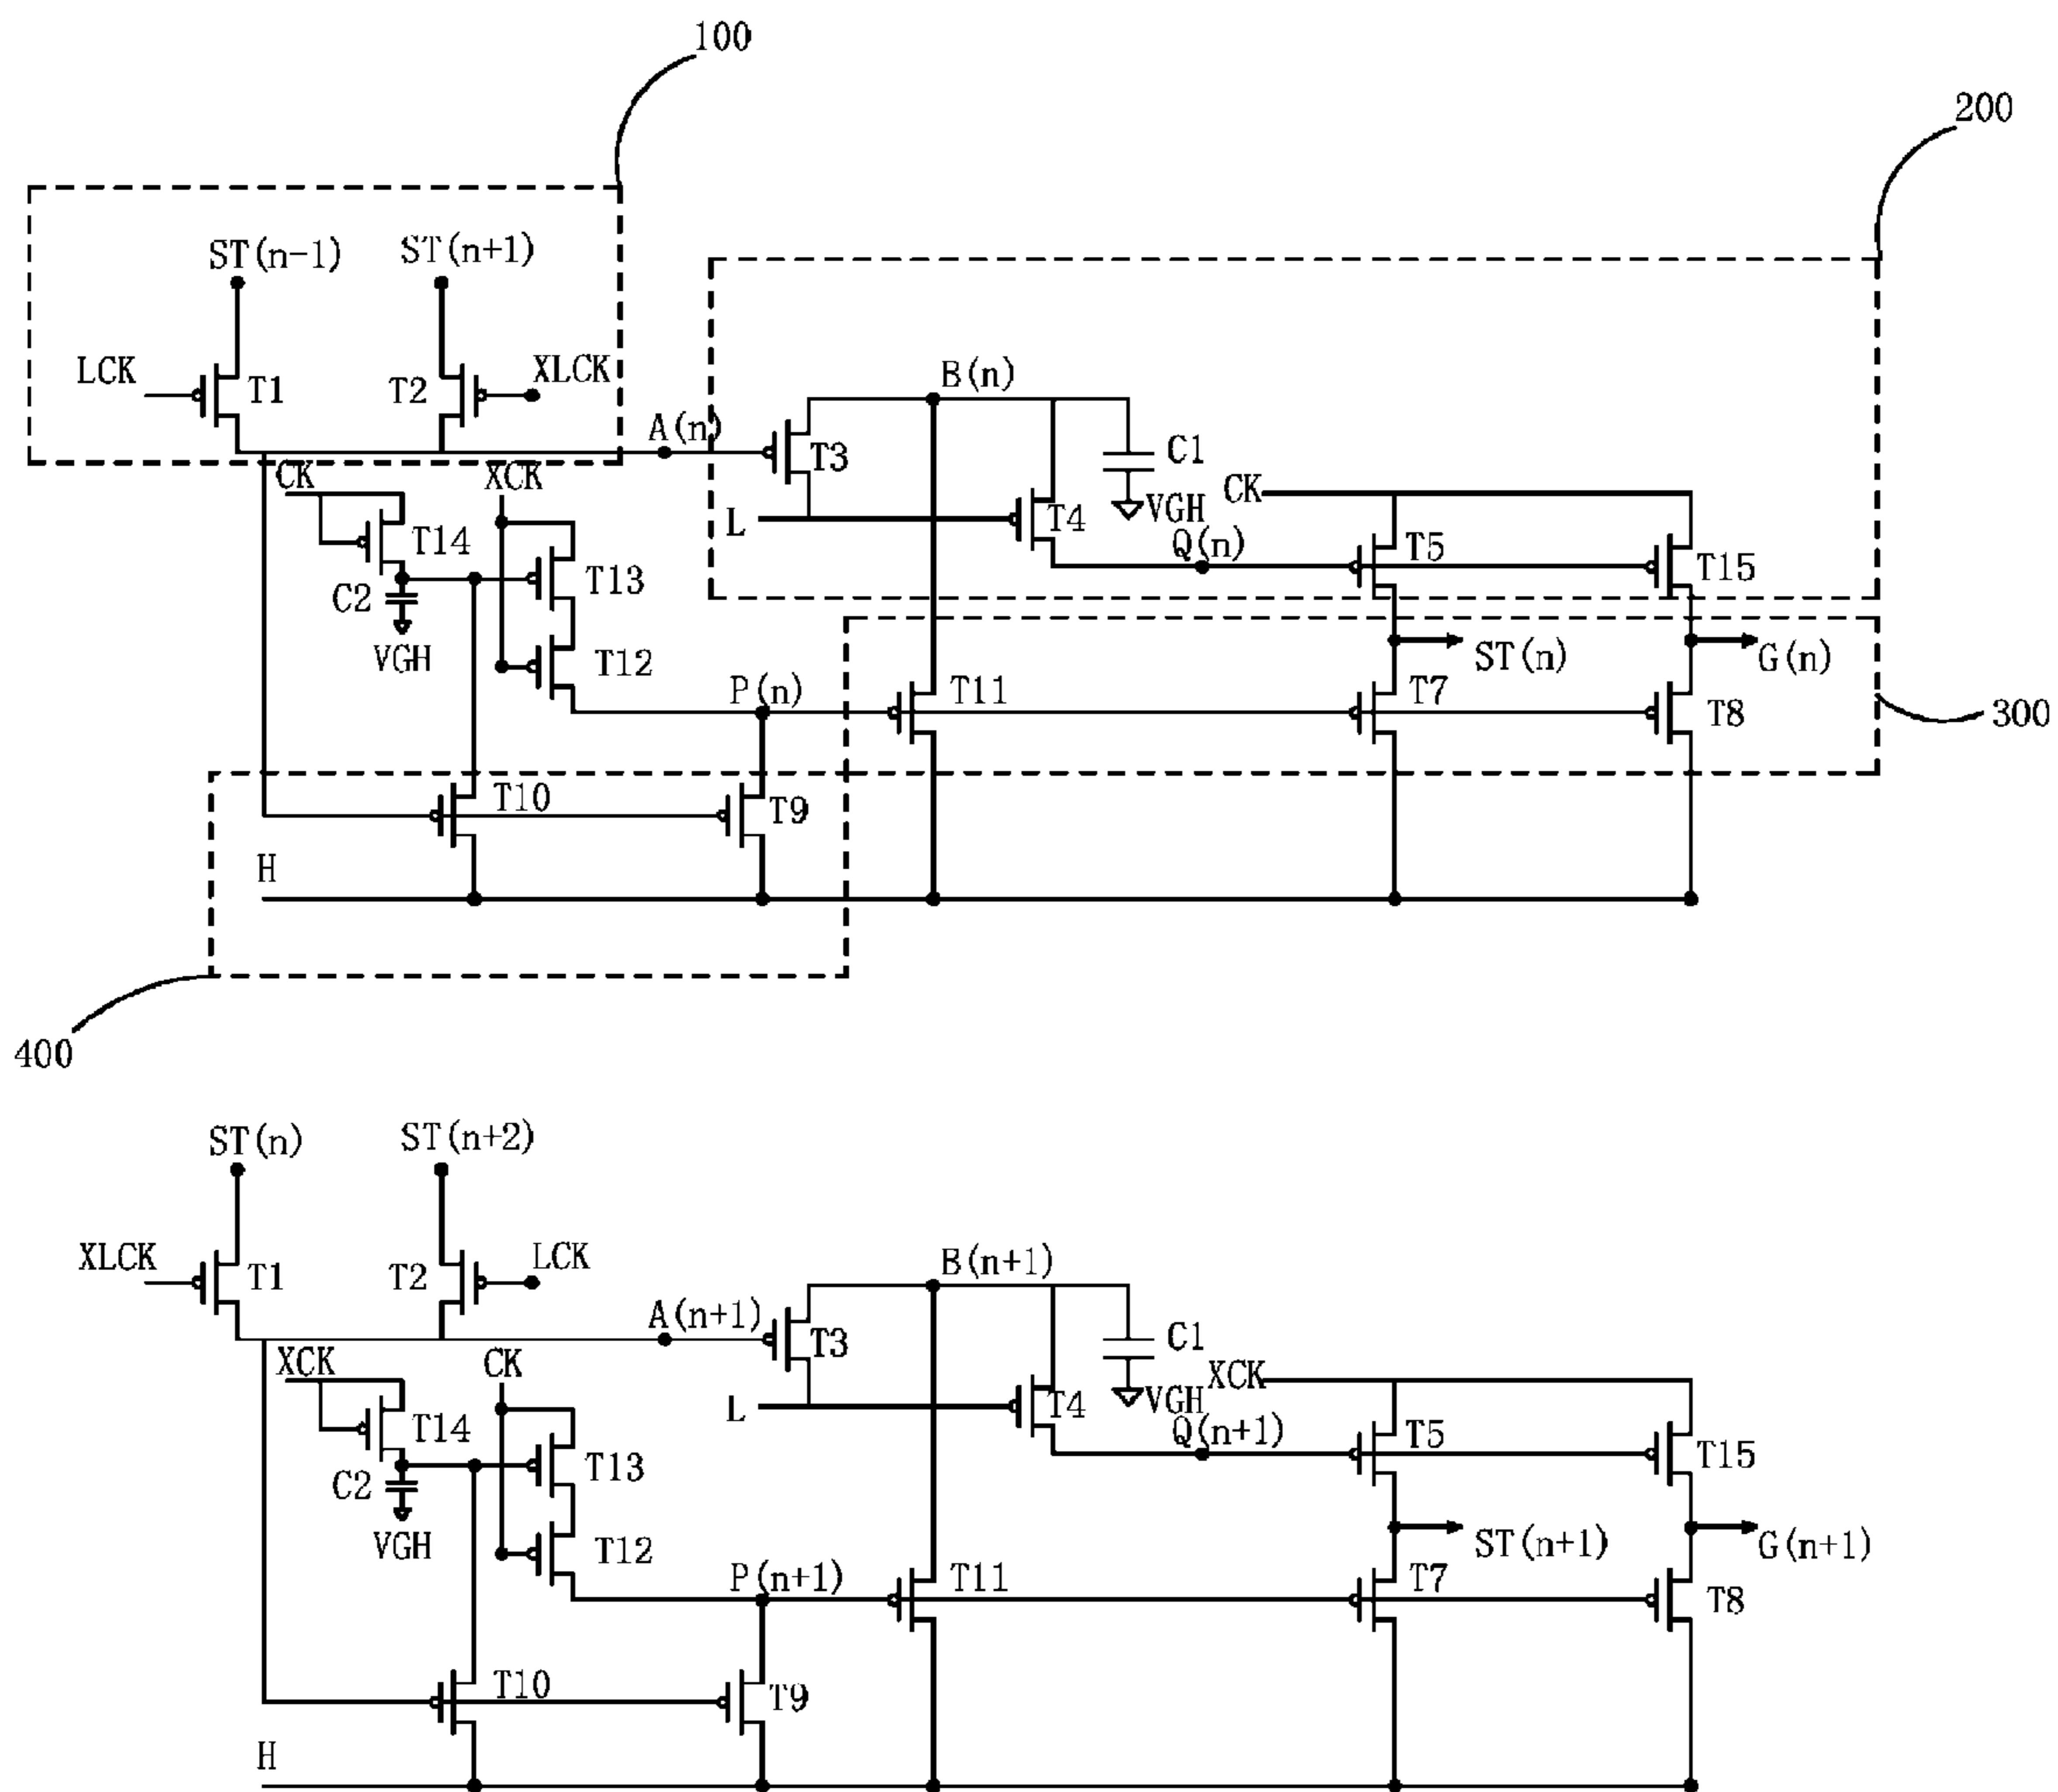 100
200
ST(n-1)
ST(n+1)
LCK
T1
T2
XLCK
A(n)
B(n)
T3
C1
CK
XCK
L
T4
VGH
CK
T14
Q(n)
T5
T15
C2
T13
VGH
T12
ST(n)
G(n)
P(n)
T11
T7
T8
300
T10
T9
H
400
ST(n)
ST(n+2)
XLCK
T1
T2
LCK
A(n+1)
B(n+1)
T3
C1
XCK
CK
L
T4
VGH
XCK
T14
Q(n+1)
T5
T15
C2
T13
VGH
T12
ST(n+1)
G(n+1)
P(n+1)
T11
T7
T8
T10
T9
H